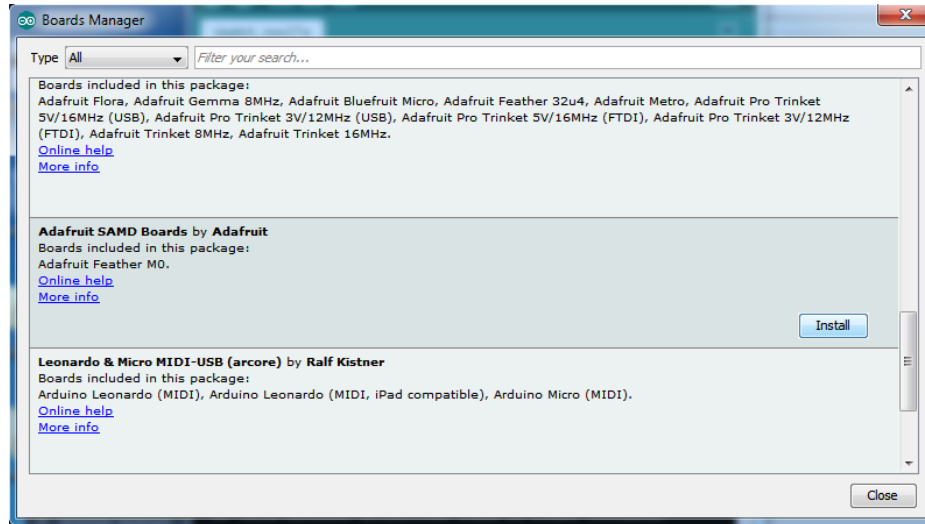 Boards Manager
Type All Filter your search...
Boards included in this package:
Adafruit Flora, Adafruit Gemma 8MHz, Adafruit Bluefruit Micro, Adafruit Feather 32u4, Adafruit Metro, Adafruit Pro Trinket
5V/16MHz (USB), Adafruit Pro Trinket 3V/12MHz (USB), Adafruit Pro Trinket 5V/16MHz (FTDI), Adafruit Pro Trinket 3V/12MHz
(FTDI), Adafruit Trinket 8MHz, Adafruit Trinket 16MHz.
Online help
More info
Adafruit SAMD Boards by Adafruit
Boards included in this package:
Adafruit Feather M0.
Online help
More info
Install
Leonardo & Micro MIDI-USB (arcore) by Ralf Kistner
Boards included in this package:
Arduino Leonardo (MIDI), Arduino Leonardo (MIDI, iPad compatible), Arduino Micro (MIDI).
Online help
More info
Close